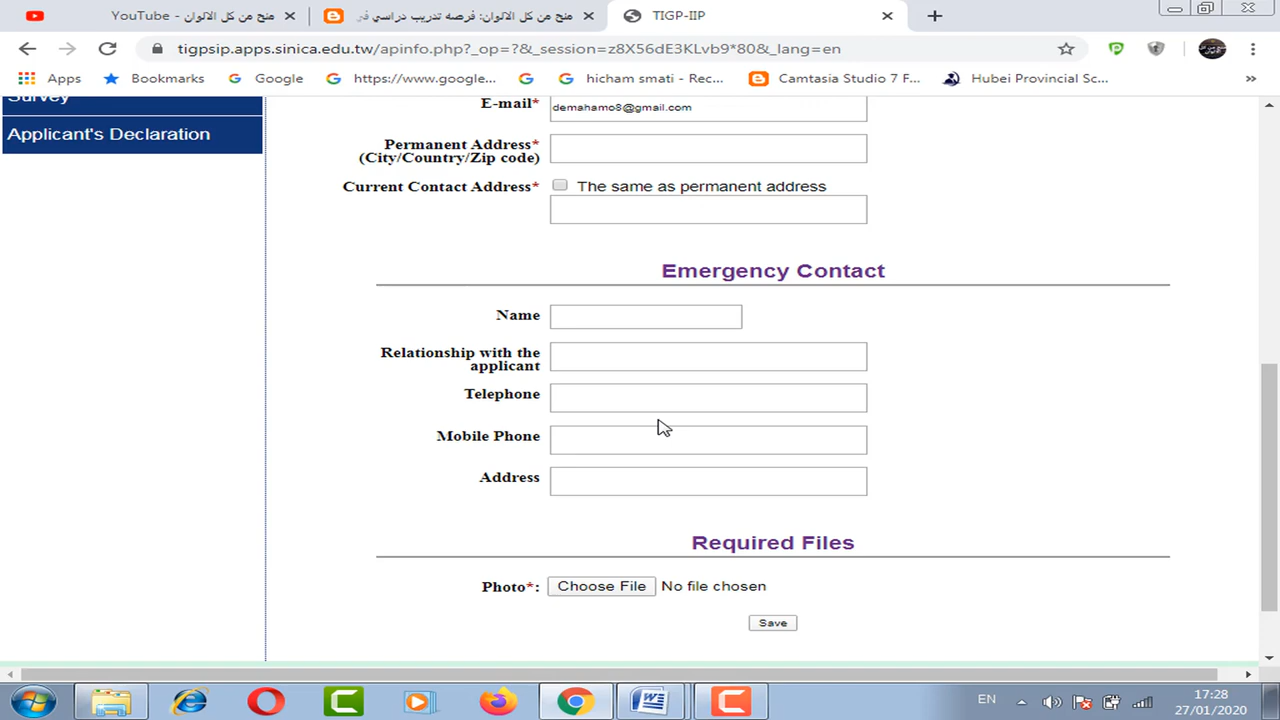 منح من كل الالوان - YouTube
منح من كل الالوان: فرصه تدريب دراسي في
TIGP-IIP
tigpsip.apps.sinica.edu.tw/apinfo.php?_op=?&_session=z8X56dE3KLvb9*80&_lang=en
Apps Bookmarks Google https://www.google... hicham smati - Rec... Camtasia Studio 7 F... Hubei Provincial Sc... »
Survey
Applicant's Declaration
E-mail* demahamo8@gmail.com
Permanent Address*
(City/Country/Zip code)
Current Contact Address* The same as permanent address
Emergency Contact
Name
Relationship with the
applicant
Telephone
Mobile Phone
Address
Required Files
Photo*: Choose File No file chosen
Save
EN
17:28
27/01/2020